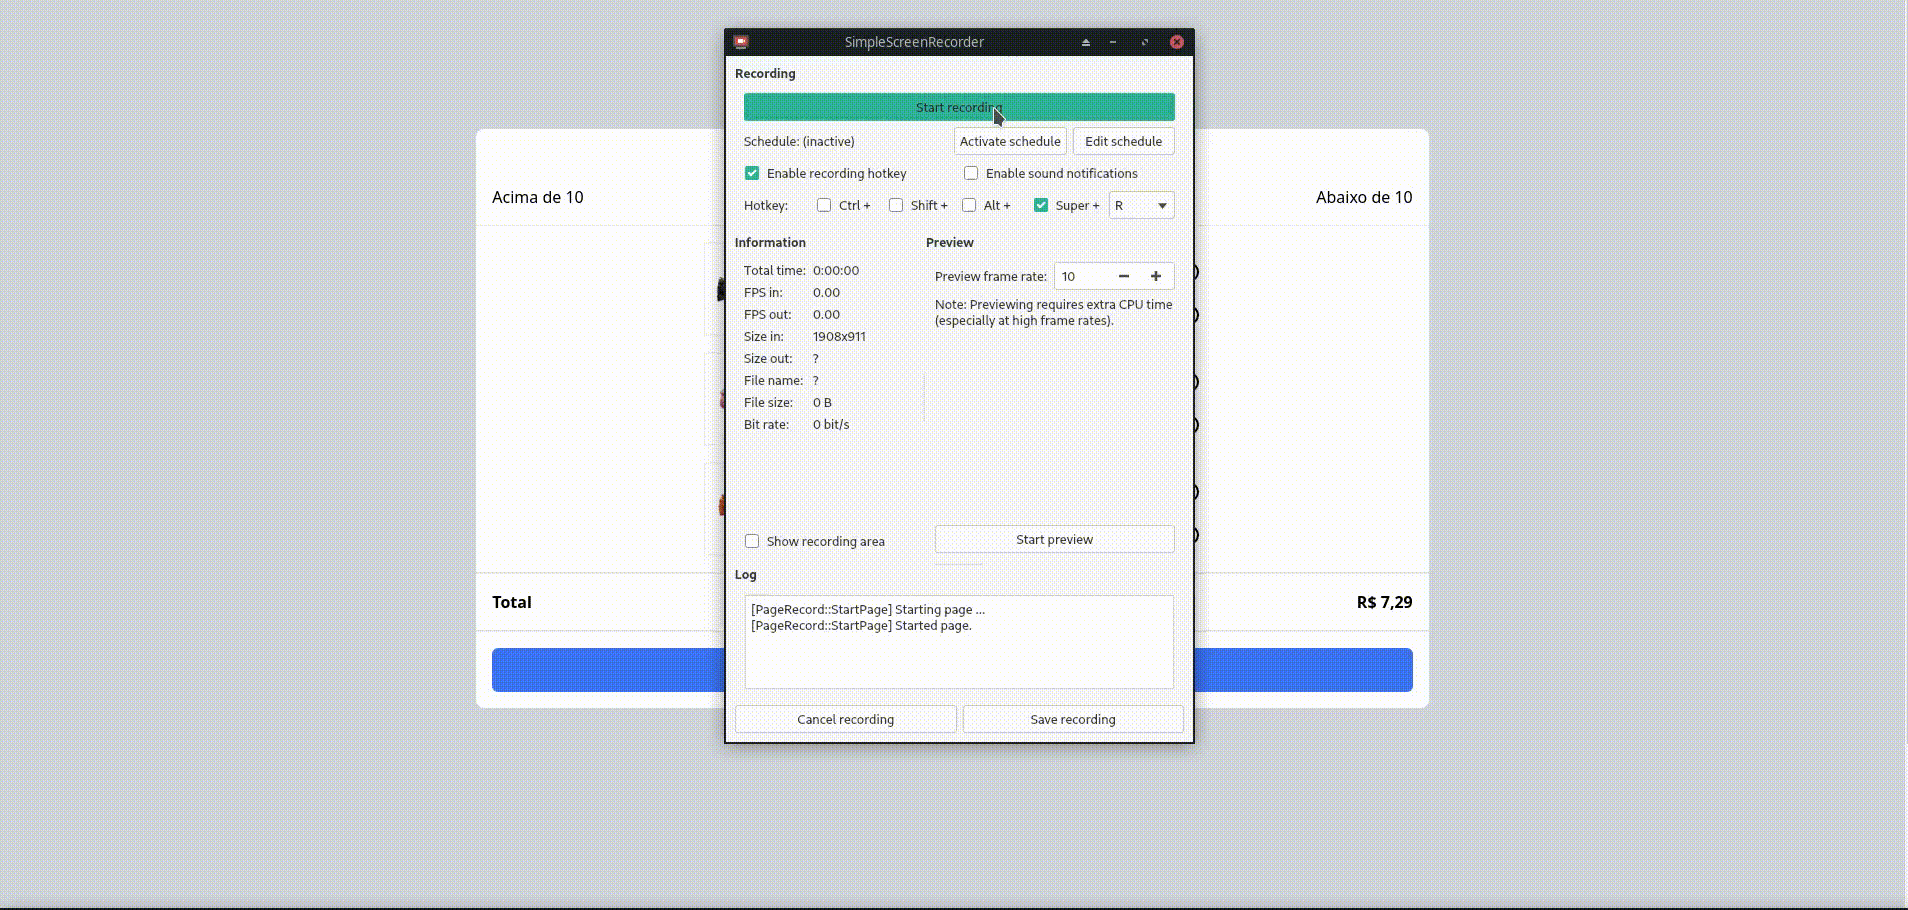 SimpleScreenRecorder
Recording
Start recording
Schedule: (inactive)
Activate schedule
Edit schedule
Enable recording hotkey
Enable sound notifications
Hotkey:
Ctrl +
Shift +
Alt +
Super +
R
Information
Total time: 0:00:00
FPS in: 0.00
FPS out: 0.00
Size in: 1908x911
Size out: ?
File name: ?
File size: 0 B
Bit rate: 0 bit/s
Preview
Preview frame rate: 10
Note: Previewing requires extra CPU time
(especially at high frame rates).
Show recording area
Start preview
Log
[PageRecord::StartPage] Starting page ...
[PageRecord::StartPage] Started page.
Cancel recording
Save recording
Acima de 10
Abaixo de 10
Total
R$ 7,29